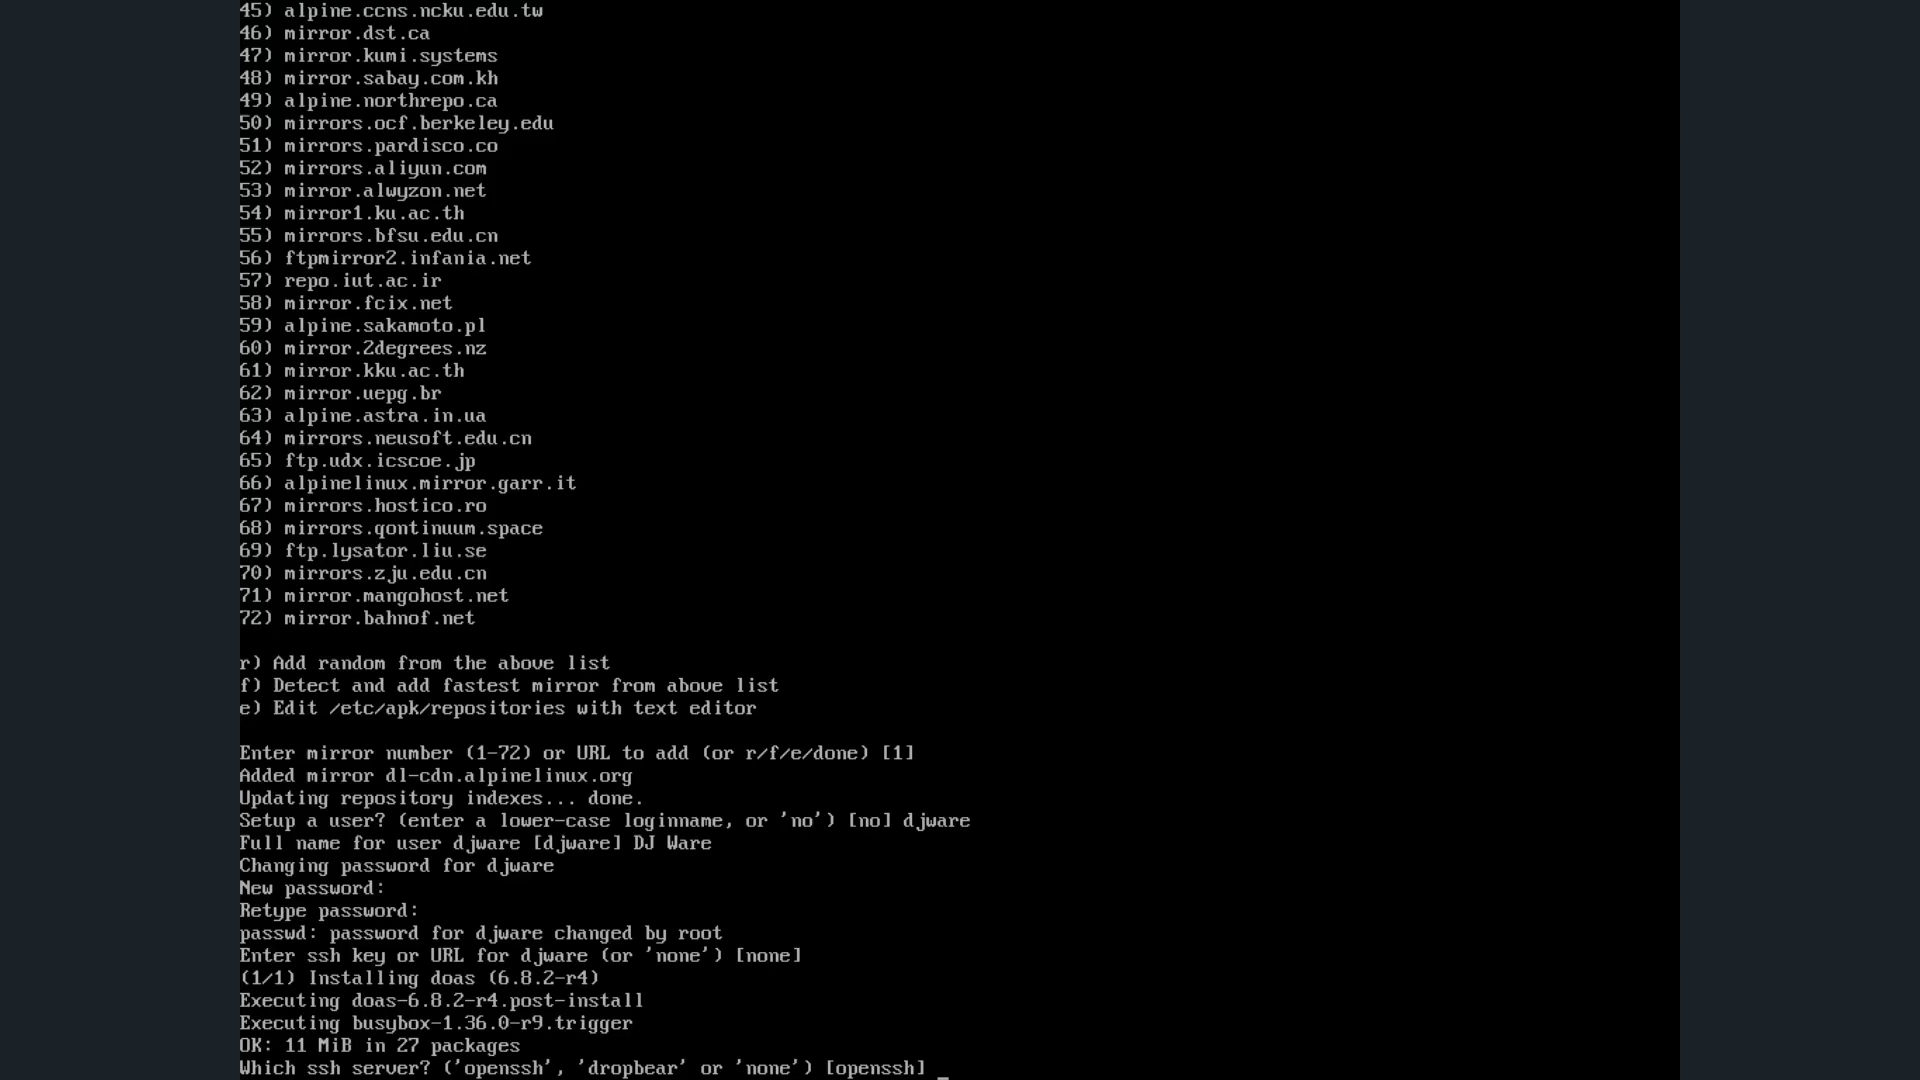 45) alpine.ccns.ncku.edu.tw
46) mirror.dst.ca
47) mirror.kumi.systems
48) mirror.sabay.com.kh
49) alpine.northrepo.ca
50) mirrors.ocf.berkeley.edu
51) mirrors.pardisco.co
52) mirrors.aliyun.com
53) mirror.alwyzon.net
54) mirror1.ku.ac.th
55) mirrors.bfsu.edu.cn
56) ftpmirror2.infania.net
57) repo.iut.ac.ir
58) mirror.fcix.net
59) alpine.sakamoto.pl
60) mirror.2degrees.nz
61) mirror.kku.ac.th
62) mirror.uepg.br
63) alpine.astra.in.ua
64) mirrors.neusoft.edu.cn
65) ftp.udx.icscoe.jp
66) alpinelinux.mirror.garr.it
67) mirrors.hostico.ro
68) mirrors.qontinuum.space
69) ftp.lysator.liu.se
70) mirrors.zju.edu.cn
71) mirror.mangohost.net
72) mirror.bahnof.net
r) Add random from the above list
f) Detect and add fastest mirror from above list
e) Edit /etc/apk/repositories with text editor
Enter mirror number (1-72) or URL to add (or r/f/e/done) [1]
Added mirror dl-cdn.alpinelinux.org
Updating repository indexes... done.
Setup a user? (enter a lower-case loginname, or 'no') [no] djware
Full name for user djware [djware] DJ Ware
Changing password for djware
New password:
Retype password:
passwd: password for djware changed by root
Enter ssh key or URL for djware (or 'none') [none]
(1/1) Installing doas (6.8.2-r4)
Executing doas-6.8.2-r4.post-install
Executing busybox-1.36.0-r9.trigger
OK: 11 MiB in 27 packages
Which ssh server? ('openssh', 'dropbear' or 'none') [openssh] _